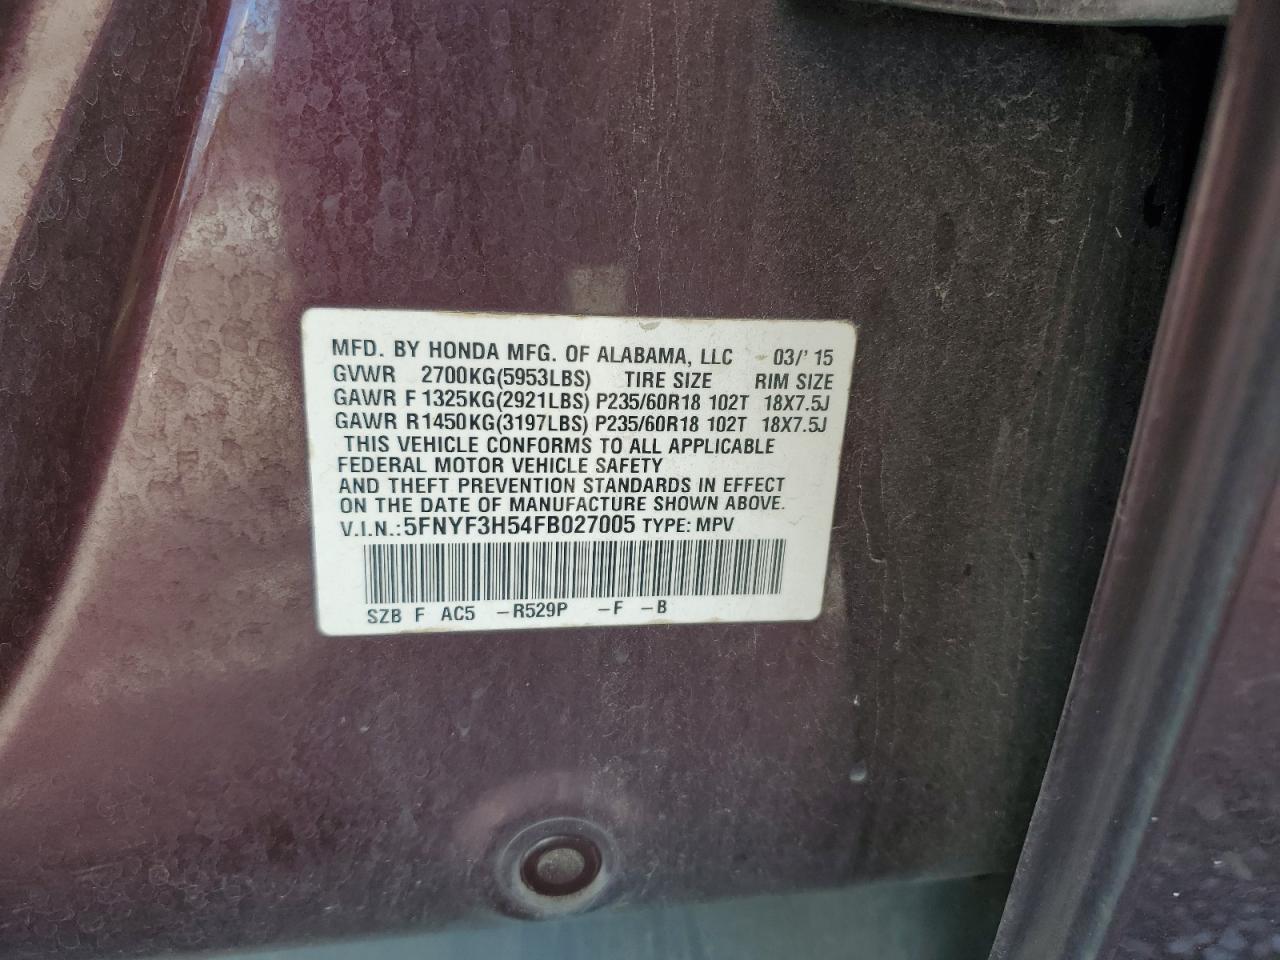 MFD. BY HONDA MFG. OF ALABAMA, LLC 03/'15
GVWR 2700KG(5953LBS) TIRE SIZE RIM SIZE
GAWR F 1325KG(2921LBS) P235/60R18 102T 18X7.5J
GAWR R1450KG(3197LBS) P235/60R18 102T 18X7.5J
THIS VEHICLE CONFORMS TO ALL APPLICABLE
FEDERAL MOTOR VEHICLE SAFETY
AND THEFT PREVENTION STANDARDS IN EFFECT
ON THE DATE OF MANUFACTURE SHOWN ABOVE.
V.I.N.:5FNYF3H54FB027005 TYPE: MPV
SZB F AC5 -R529P -F -B